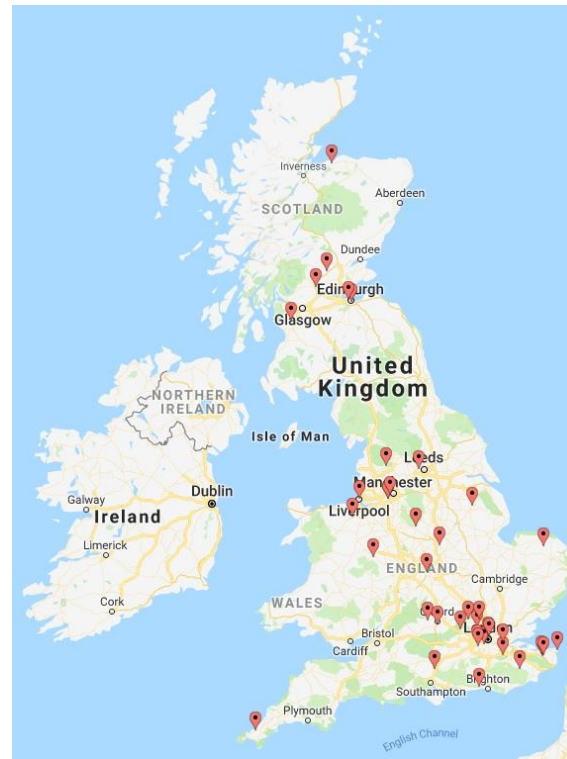 Inverness
Aberdeen
SCOTLAND
Dundee
Edinburgh
Glasgow
United
Kingdom
NORTHERN
IRELAND
Isle of Man
Leeds
Manchester
Dublin
Liverpool
Galway
Ireland
Limerick
ENGLAND
Cambridge
WALES
Cork
London
Bristol
Cardiff
Brighton
Southampton
Plymouth
English Channel